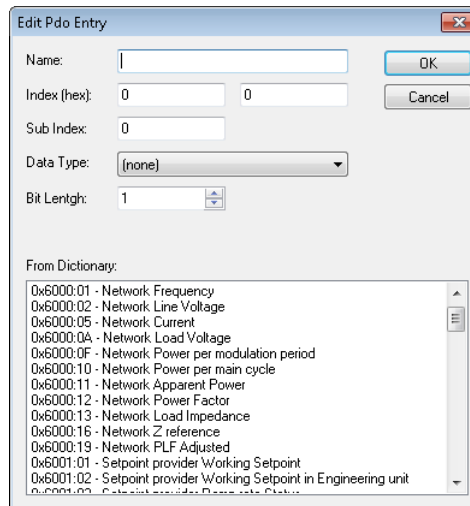 Edit Pdo Entry
Name:
OK
Index (hex): 0 0
Cancel
Sub Index: 0
Data Type: (none)
Bit Lentgh: 1
From Dictionary:
0x6000:01 - Network Frequency
0x6000:02 - Network Line Voltage
0x6000:05 - Network Current
0x6000:0A - Network Load Voltage
0x6000:0F - Network Power per modulation period
0x6000:10 - Network Power per main cycle
0x6000:11 - Network Apparent Power
0x6000:12 - Network Power Factor
0x6000:13 - Network Load Impedance
0x6000:16 - Network Z reference
0x6000:19 - Network PLF Adjusted
0x6001:01 - Setpoint provider Working Setpoint
0x6001:02 - Setpoint provider Working Setpoint in Engineering unit